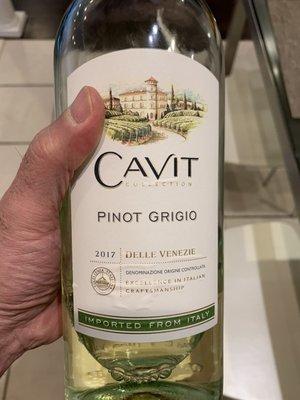 CAVIT
COLLECTION
PINOT GRIGIO
2017 DELLE VENEZIE
DENOMINAZIONE ORIGINE CONTROLLATA
EXCELLENCE IN ITALIAN
CRAFTSMANSHIP
IMPORTED FROM ITALY